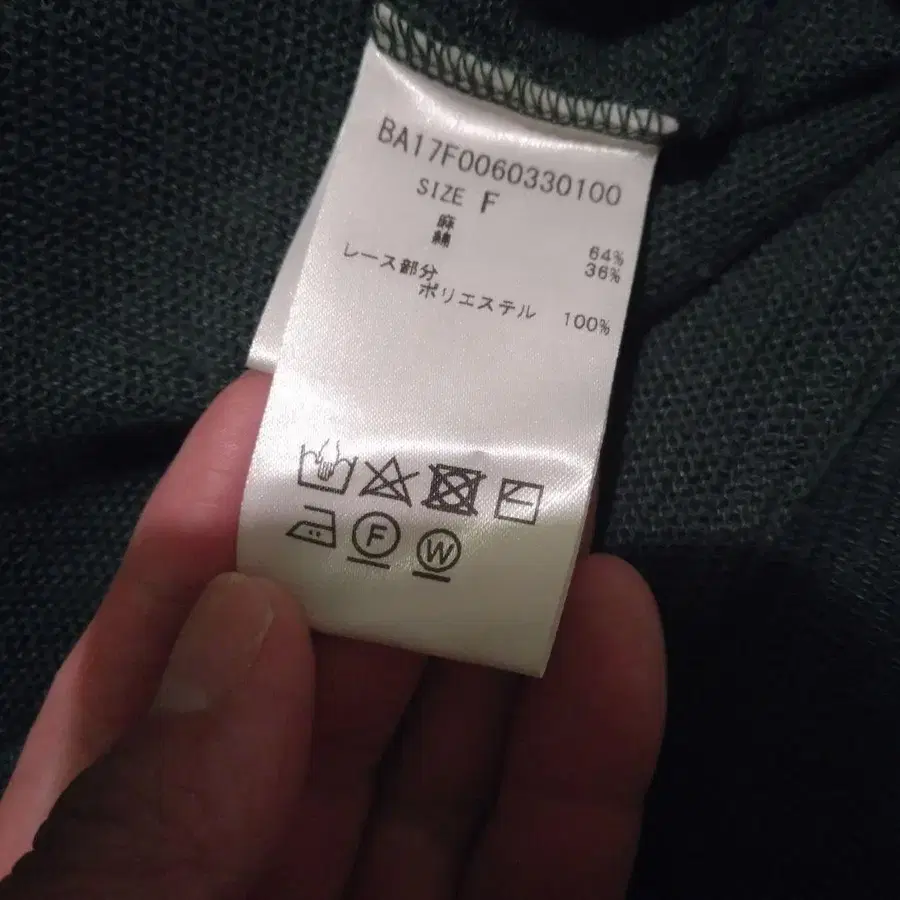 BA17F0060330100
SIZE F
麻 64%
綿 36%
レース部分
ポリエステル 100%
F W